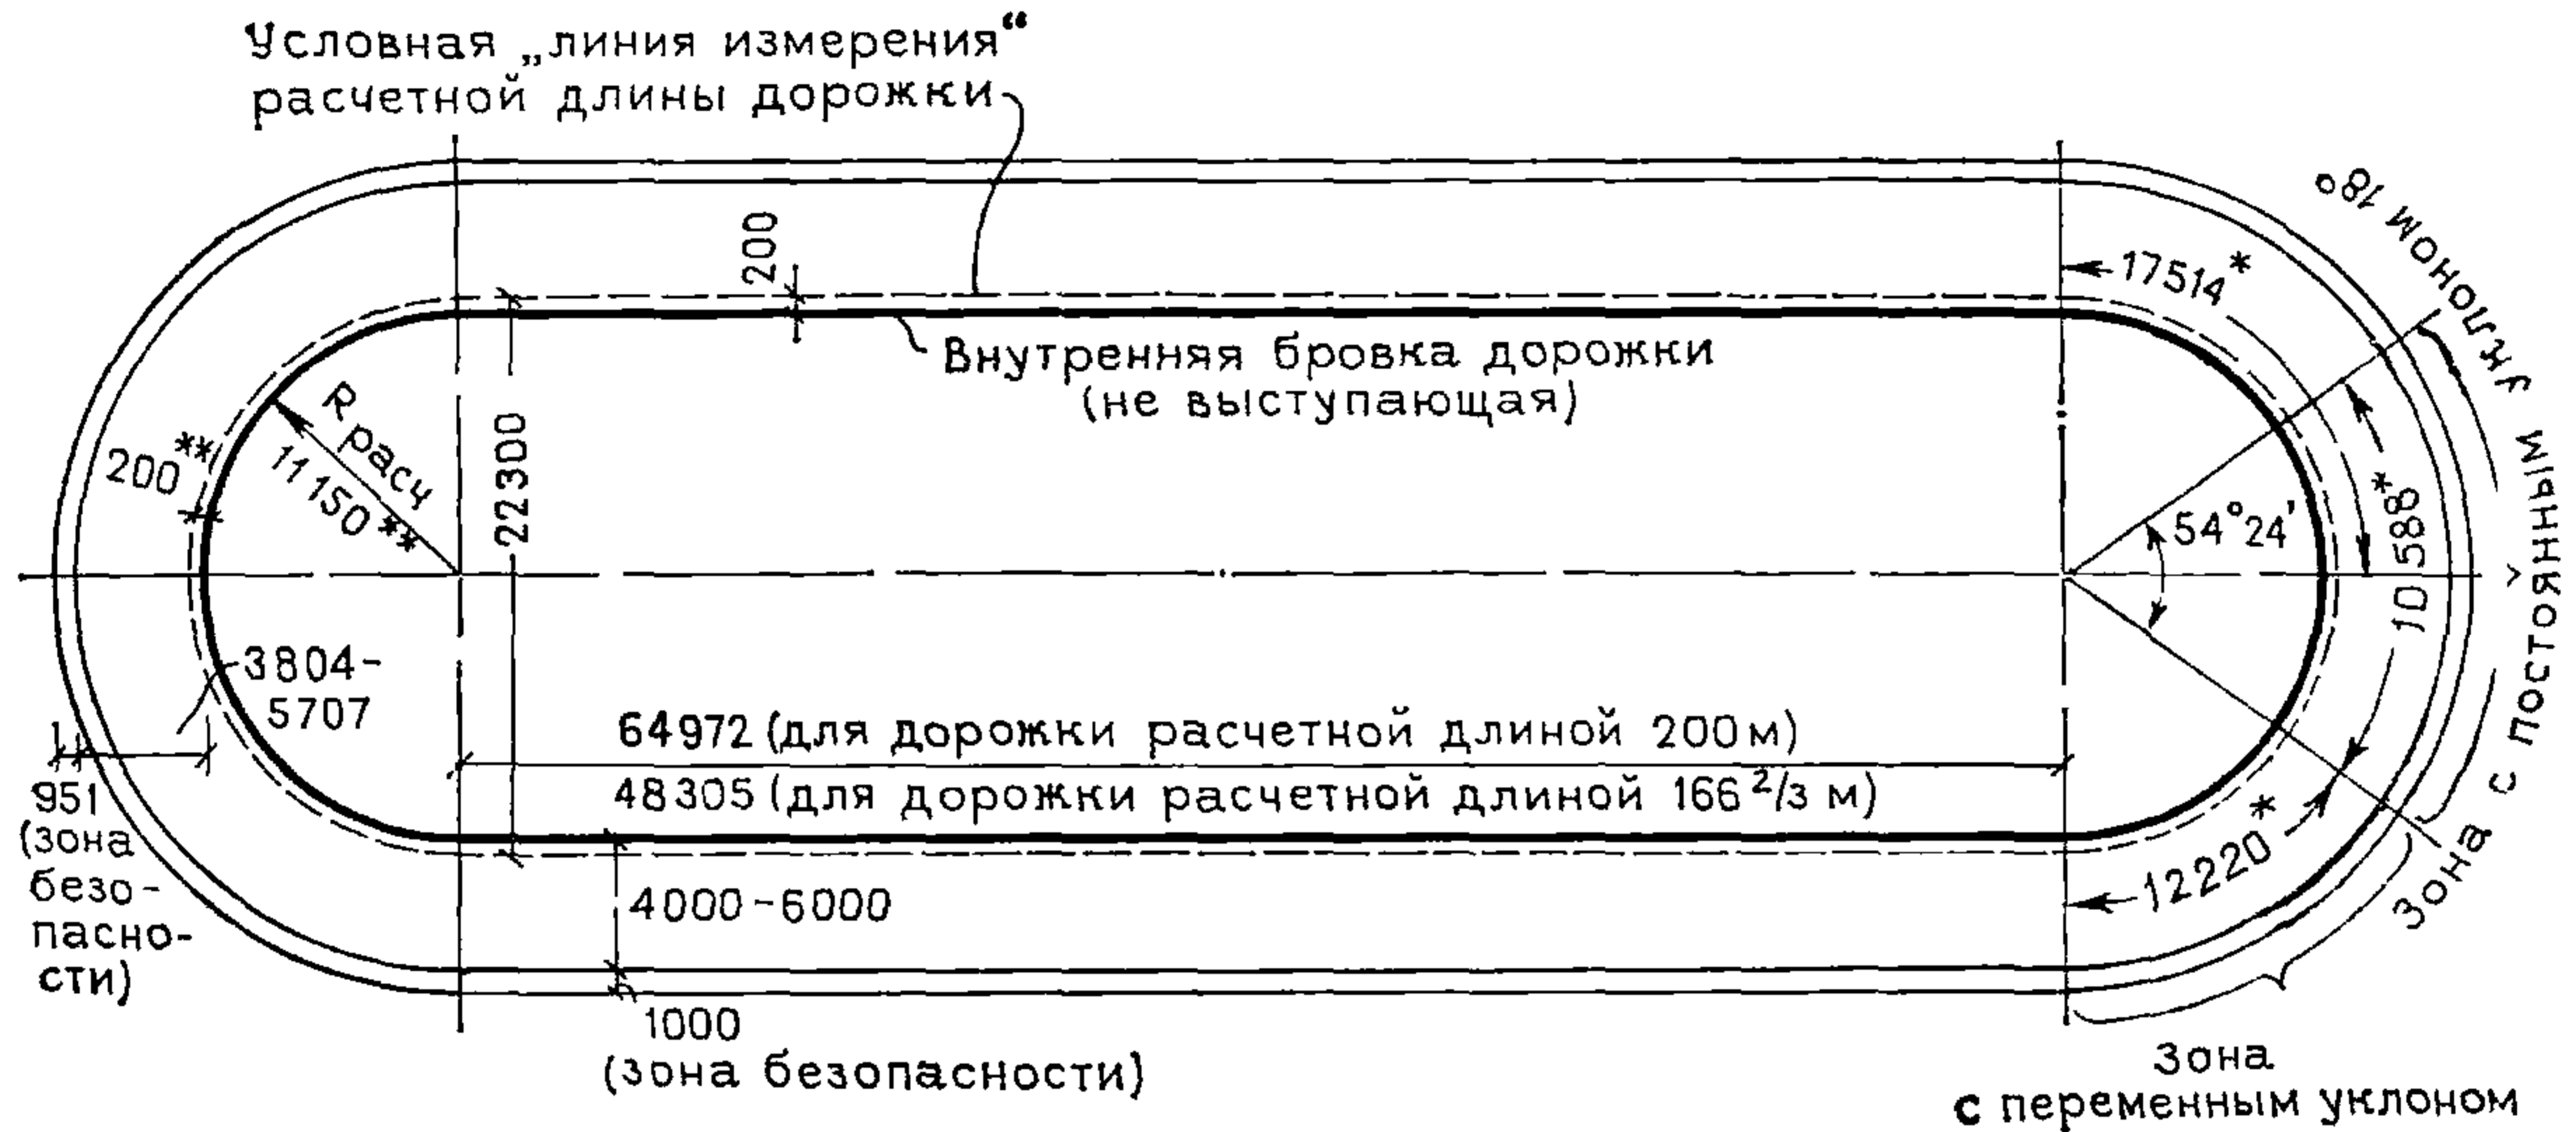 Условная „линия измерения“
расчетной длины дорожки
200
17514*
Зона с постоянным уклоном 18°
Внутренняя бровка дорожки
(не выступающая)
R расч
11150**
200**
22300
54°24'
10588*
3804-
5707
64972 (для дорожки расчетной длиной 200 м)
48305 (для дорожки расчетной длиной 166 2/3 м)
951
(зона
безо-
пасно-
сти)
4000-6000
12220*
1000
(зона безопасности)
Зона
с переменным уклоном